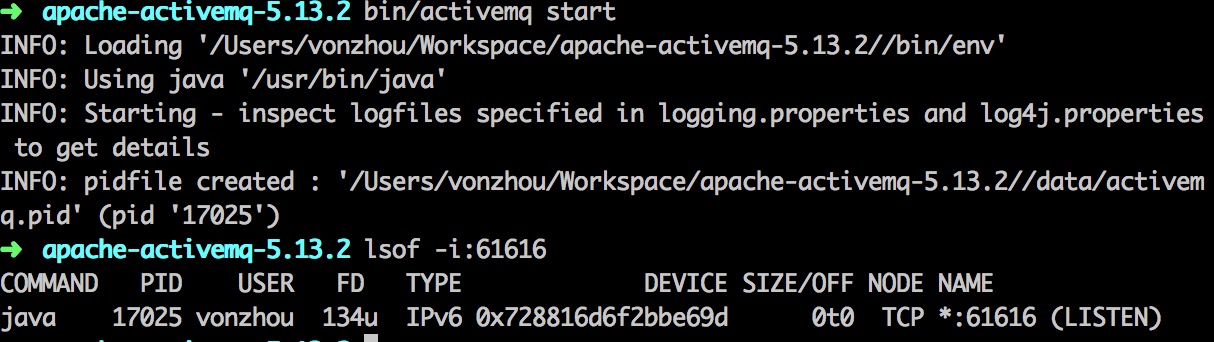 ➜  apache-activemq-5.13.2 bin/activemq start
INFO: Loading '/Users/vonzhou/Workspace/apache-activemq-5.13.2//bin/env'
INFO: Using java '/usr/bin/java'
INFO: Starting - inspect logfiles specified in logging.properties and log4j.properties
 to get details
INFO: pidfile created : '/Users/vonzhou/Workspace/apache-activemq-5.13.2//data/activem
q.pid' (pid '17025')
➜  apache-activemq-5.13.2 lsof -i:61616
COMMAND   PID    USER   FD   TYPE             DEVICE SIZE/OFF NODE NAME
java    17025 vonzhou  134u  IPv6 0x728816d6f2bbe69d      0t0  TCP *:61616 (LISTEN)